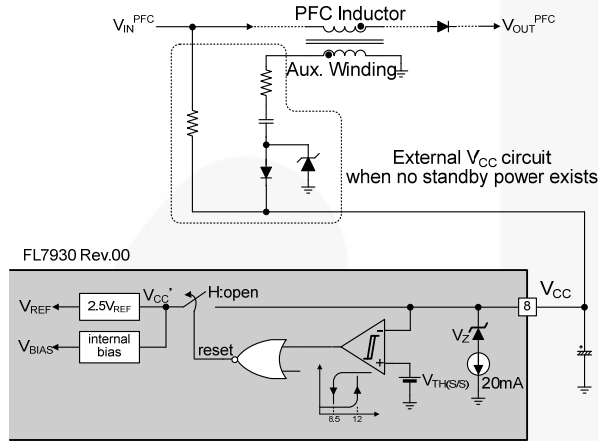 PFC Inductor
V_IN^PFC
V_OUT^PFC
Aux. Winding
External V_CC circuit
when no standby power exists
FL7930 Rev.00
V_REF
2.5V_REF
V_CC'
H:open
8
V_CC
V_BIAS
internal
bias
reset
V_Z
V_TH(S/S)
20mA
8.5
12